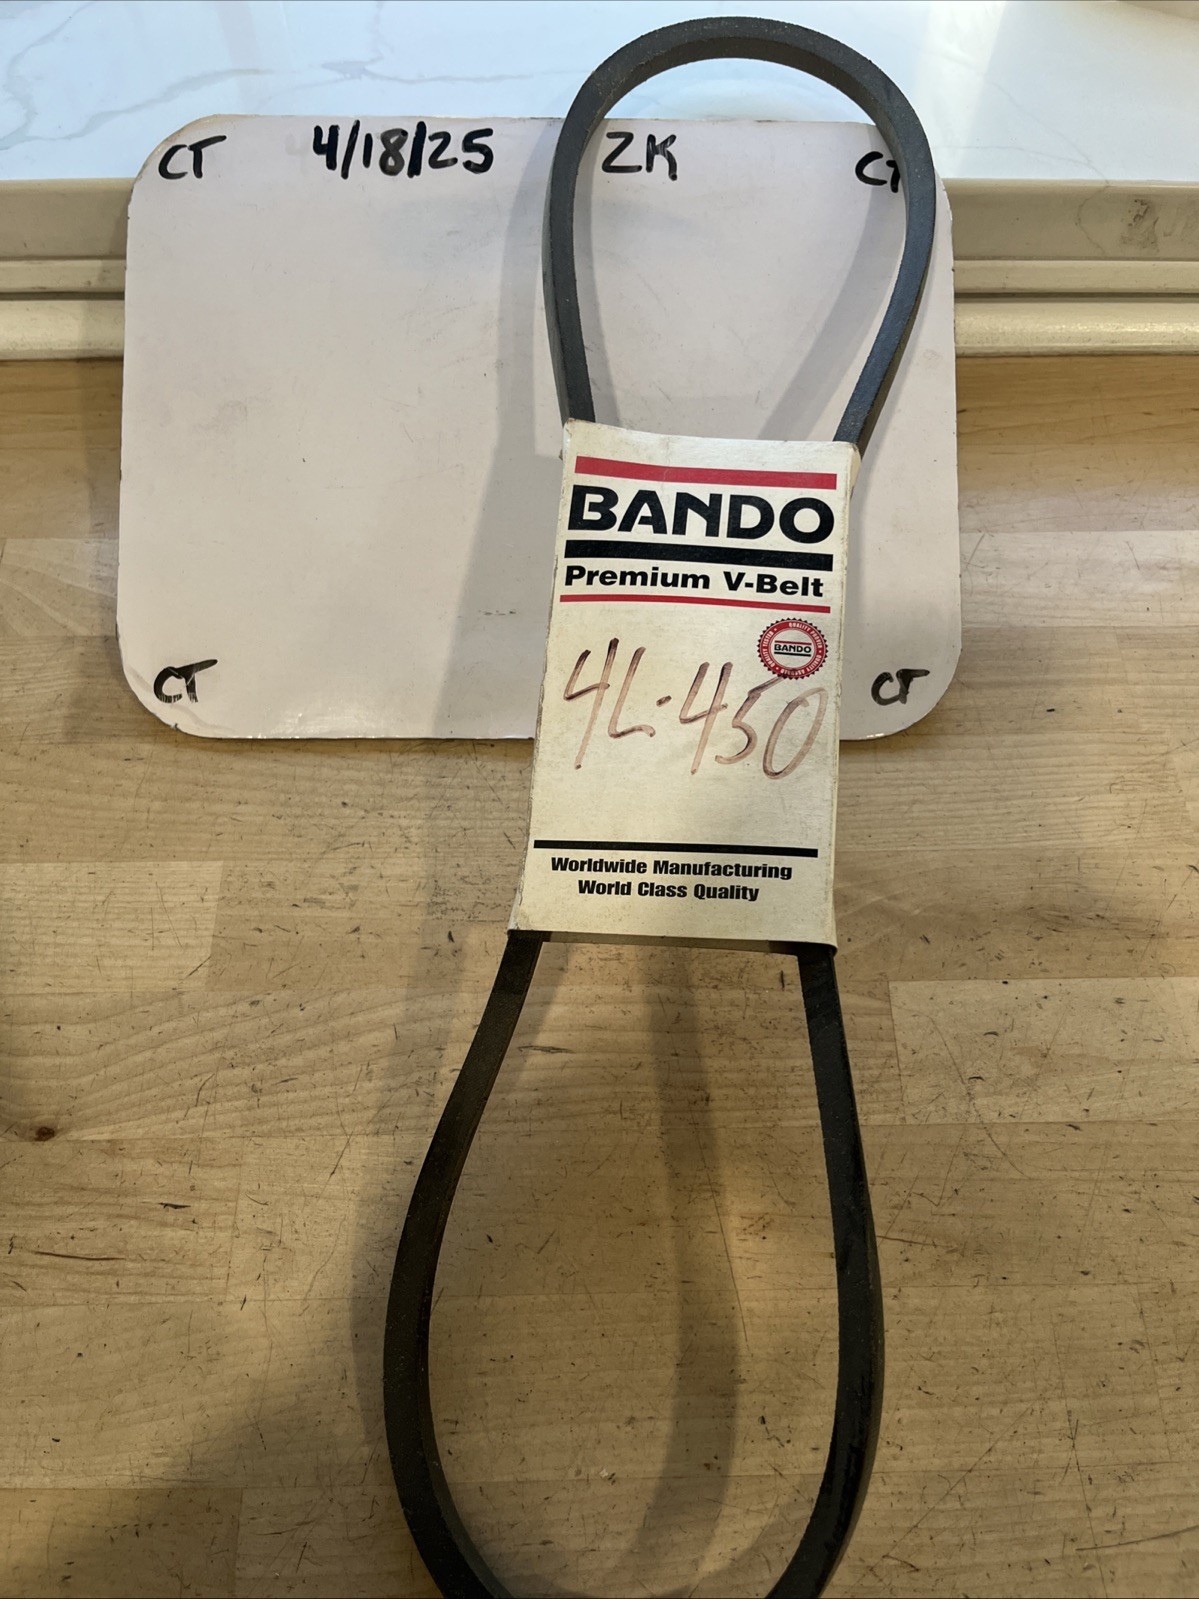 CT 4/18/25 ZK CT
BANDO
Premium V-Belt
BANDO
4L-450
Worldwide Manufacturing
World Class Quality
CT CT